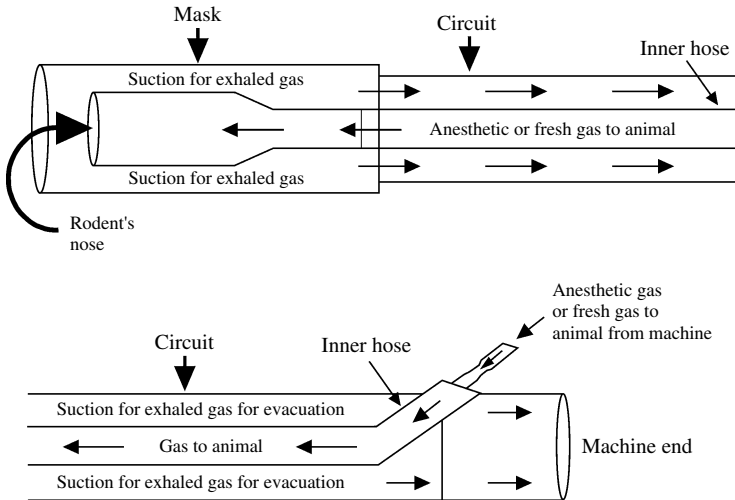 Mask
Circuit
Inner hose
Suction for exhaled gas
Anesthetic or fresh gas to animal
Suction for exhaled gas
Rodent's
nose
Anesthetic gas
or fresh gas to
animal from machine
Circuit
Inner hose
Suction for exhaled gas for evacuation
Gas to animal
Machine end
Suction for exhaled gas for evacuation